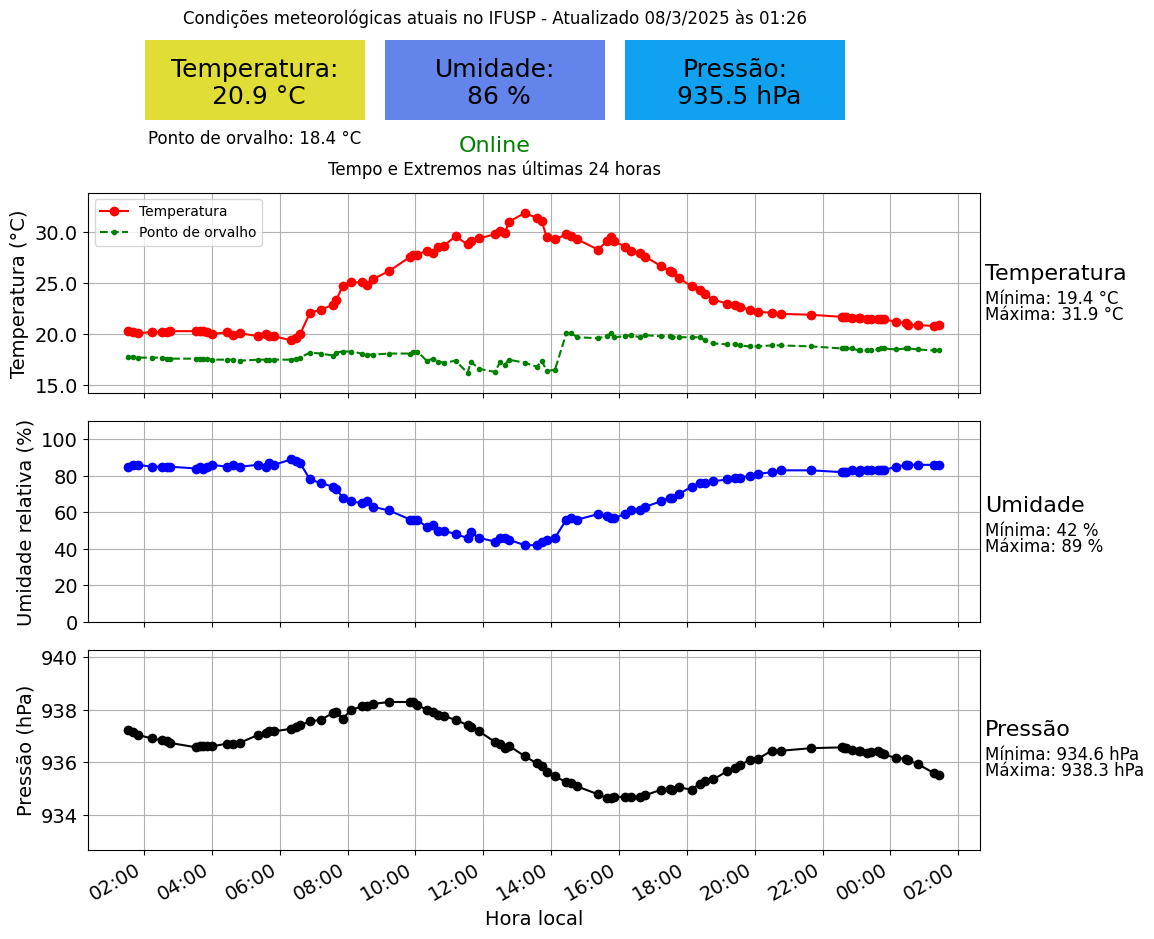 Condições meteorológicas atuais no IFUSP - Atualizado 08/3/2025 às 01:26
Temperatura:
20.9 °C
Umidade:
86 %
Pressão:
935.5 hPa
Ponto de orvalho: 18.4 °C
Online
Tempo e Extremos nas últimas 24 horas
Temperatura (°C)
30.0
25.0
20.0
15.0
Temperatura
Ponto de orvalho
Temperatura
Mínima: 19.4 °C
Máxima: 31.9 °C
Umidade relativa (%)
100
80
60
40
20
0
Umidade
Mínima: 42 %
Máxima: 89 %
Pressão (hPa)
940
938
936
934
Pressão
Mínima: 934.6 hPa
Máxima: 938.3 hPa
02:00 04:00 06:00 08:00 10:00 12:00 14:00 16:00 18:00 20:00 22:00 00:00 02:00
Hora local